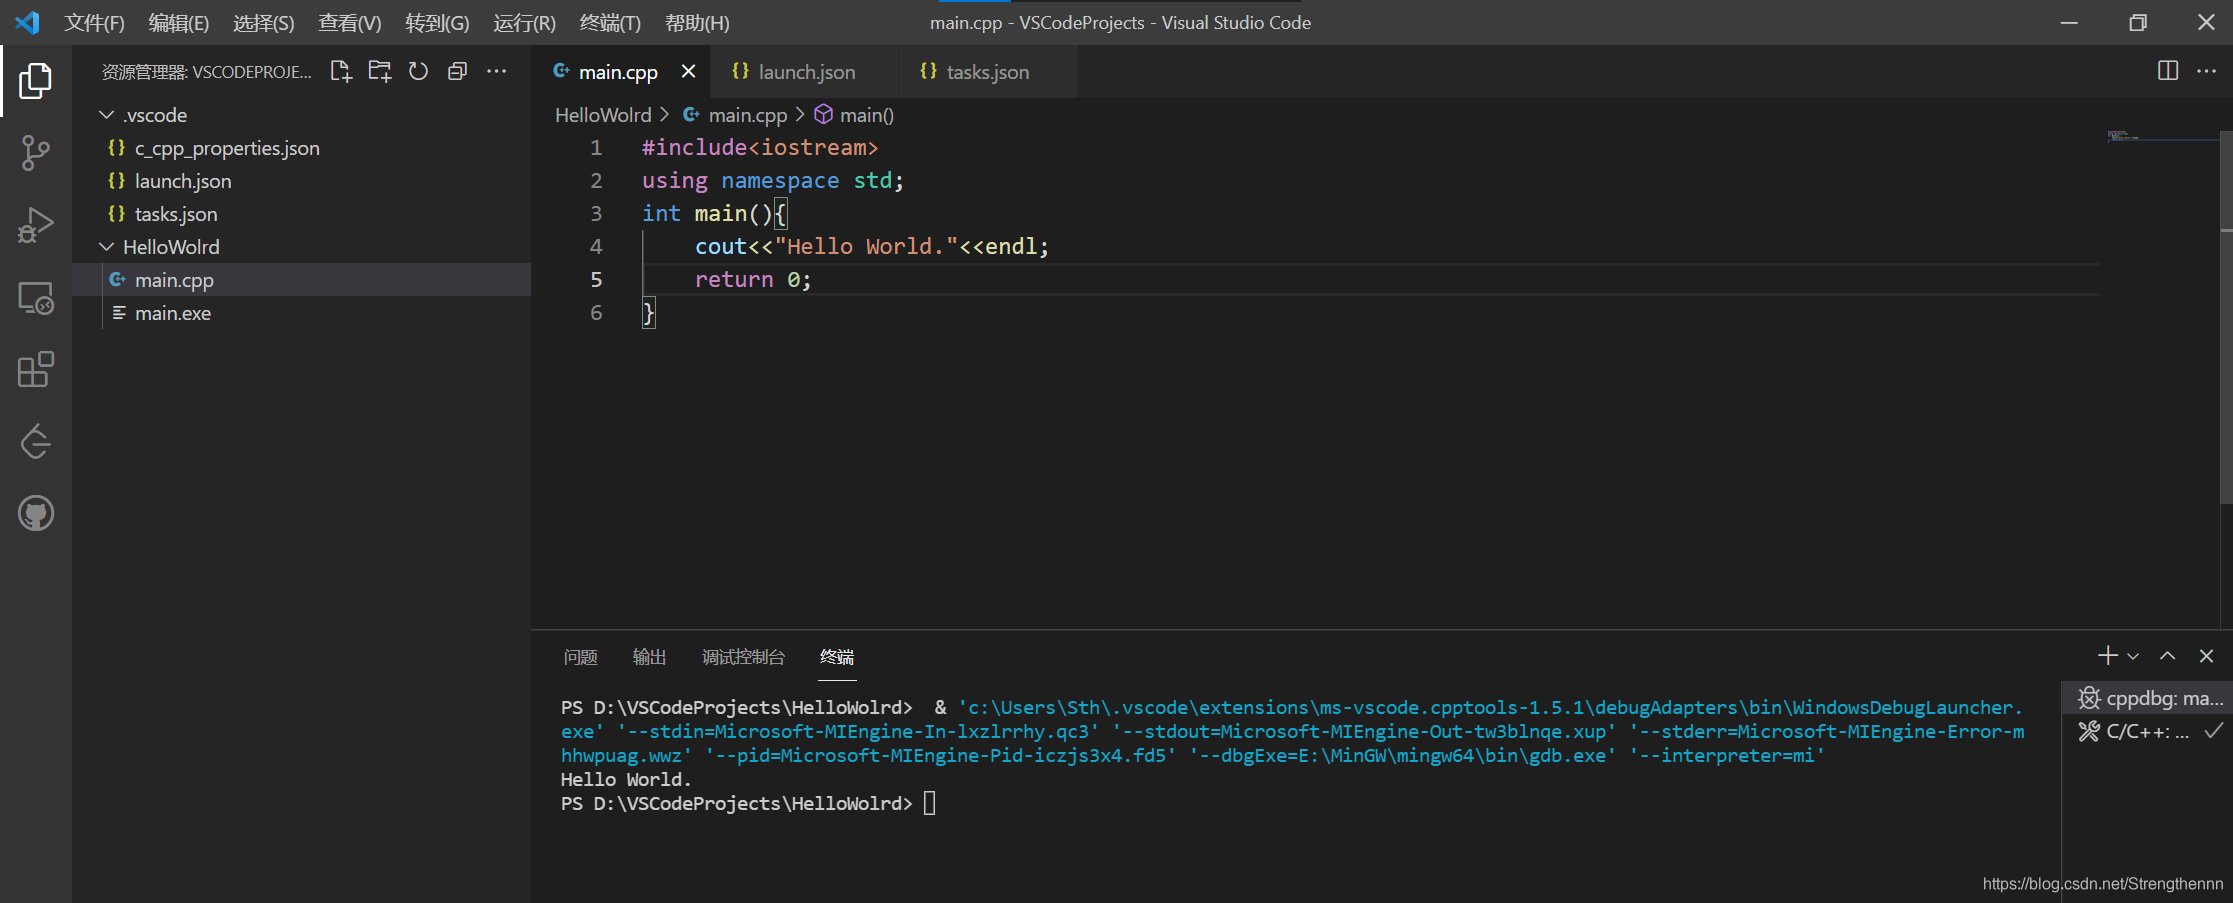 文件(F) 编辑(E) 选择(S) 查看(V) 转到(G) 运行(R) 终端(T) 帮助(H) main.cpp - VSCodeProjects - Visual Studio Code
资源管理器: VSCODEPROJE...
.vscode
c_cpp_properties.json
launch.json
tasks.json
HelloWolrd
main.cpp
main.exe
main.cpp launch.json tasks.json
HelloWolrd > main.cpp > main()
1 #include<iostream>
2 using namespace std;
3 int main(){
4 cout<<"Hello World."<<endl;
5 return 0;
6 }
问题 输出 调试控制台 终端
PS D:\VSCodeProjects\HelloWolrd> & 'c:\Users\Sth\.vscode\extensions\ms-vscode.cpptools-1.5.1\debugAdapters\bin\WindowsDebugLauncher.
exe' '--stdin=Microsoft-MIEngine-In-lxzlrrhy.qc3' '--stdout=Microsoft-MIEngine-Out-tw3blnqe.xup' '--stderr=Microsoft-MIEngine-Error-m
hhwpuag.wwz' '--pid=Microsoft-MIEngine-Pid-iczjs3x4.fd5' '--dbgExe=E:\MinGW\mingw64\bin\gdb.exe' '--interpreter=mi'
Hello World.
PS D:\VSCodeProjects\HelloWolrd>
cppdbg: ma...
C/C++: ...
https://blog.csdn.net/Strengthennn